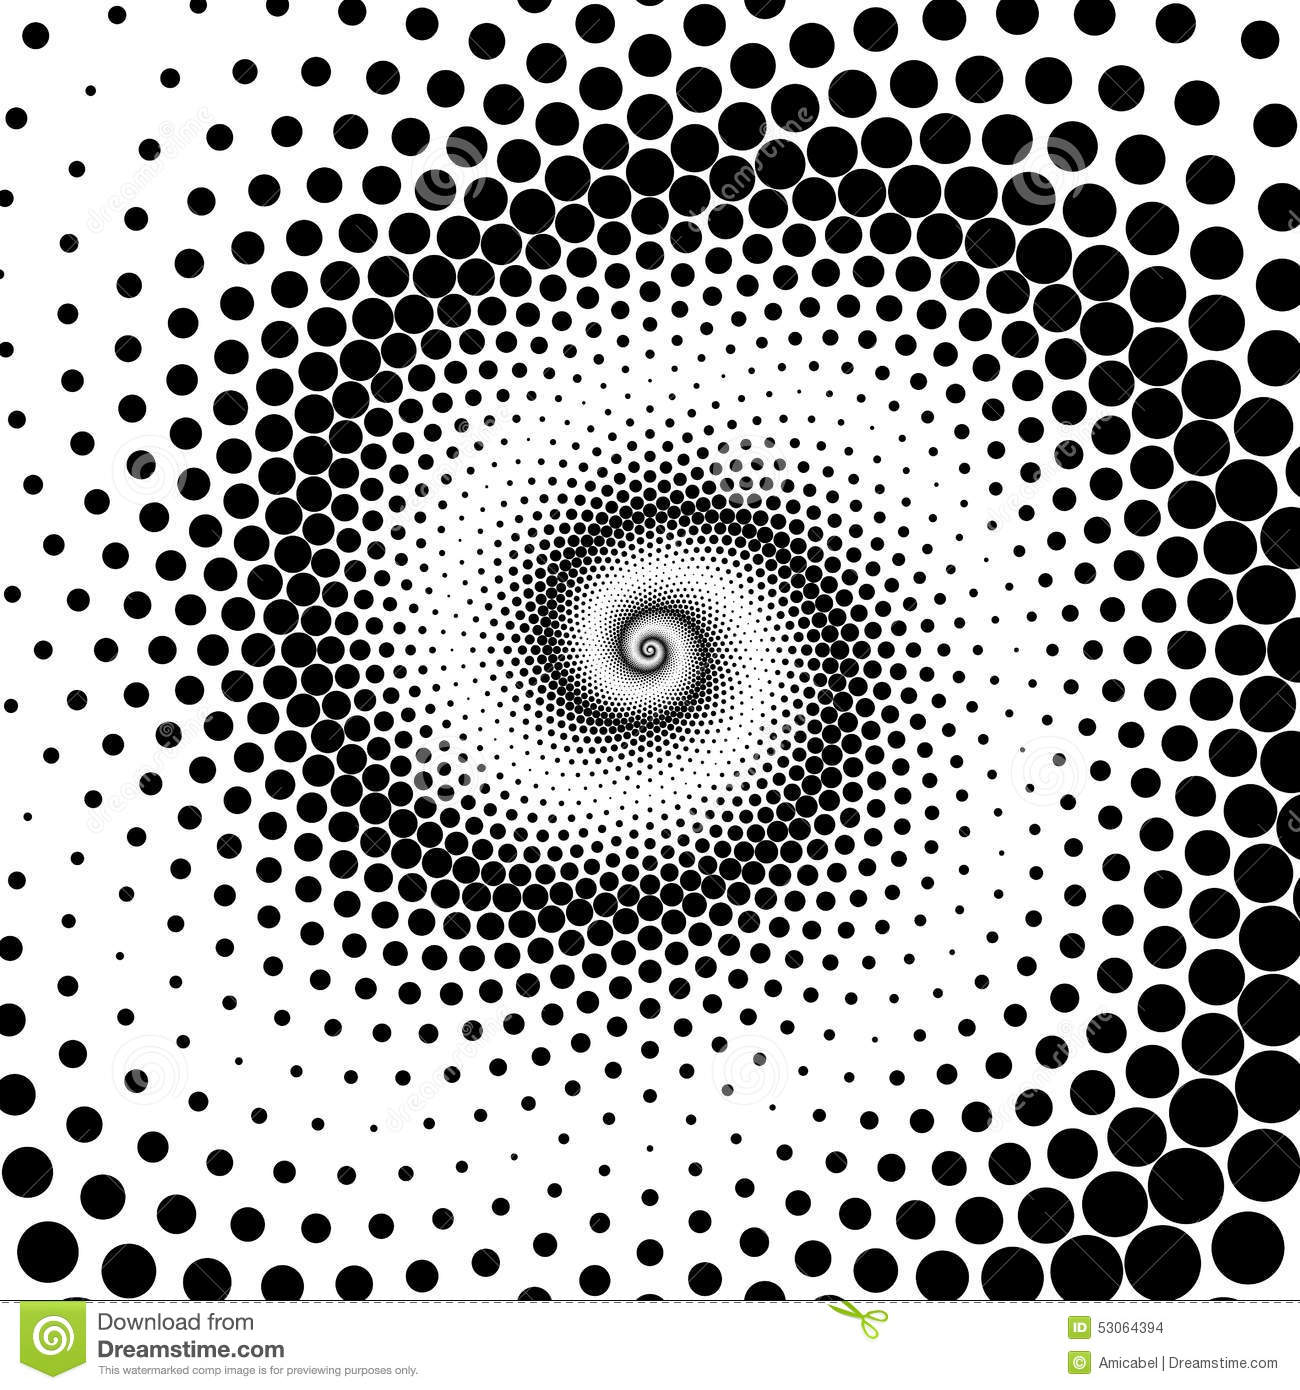 Download from
Dreamstime.com
This watermarked comp image is for previewing purposes only.
ID 53064394
© Amicabel | Dreamstime.com